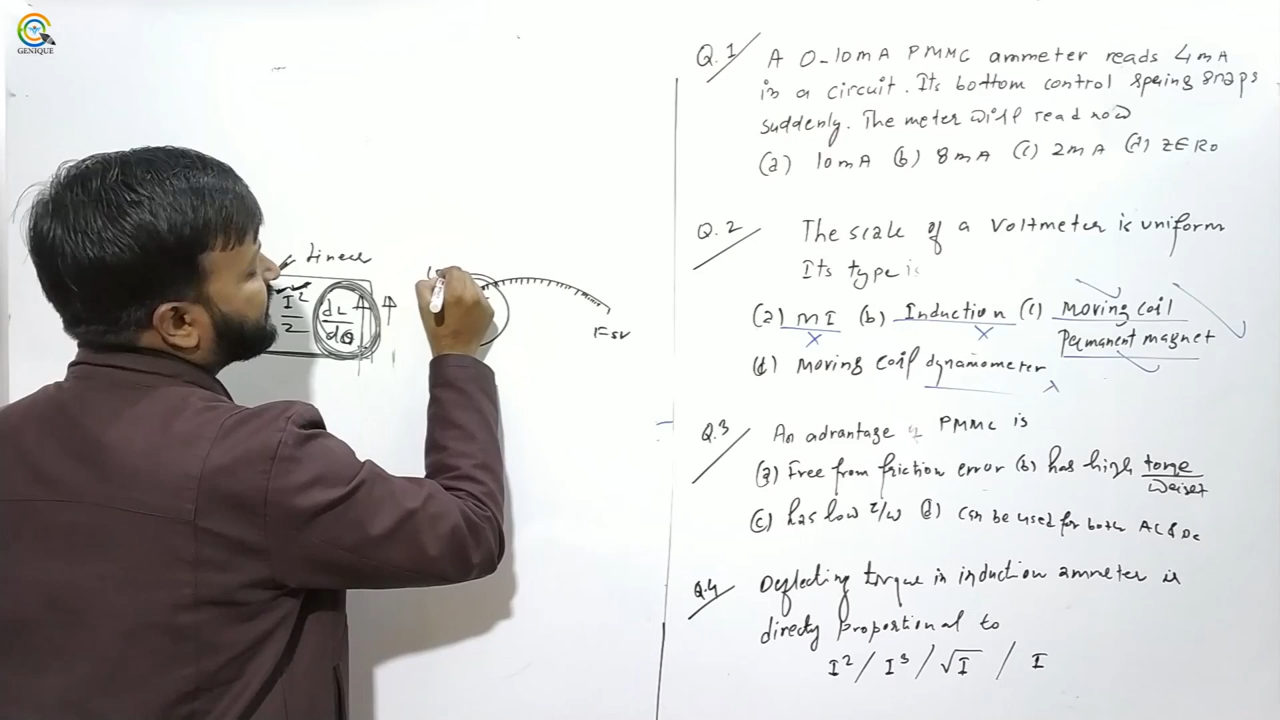 GENIQUE
Linear
I²/2 dL/dθ
FSV
Q.1 A 0-10mA PMMC ammeter reads 4mA
in a circuit. Its bottom control spring snaps
suddenly. The meter will read now
(a) 10mA (b) 8mA (c) 2mA (d) ZERO
Q.2 The scale of a voltmeter is uniform
Its type is
(a) MI (b) Induction (c) Moving coil
Permanent magnet
(d) Moving coil dynamometer
Q.3 An advantage of PMMC is
(a) Free from friction error (b) has high torqe/Weight
(c) has low τ/w (d) can be used for both AC & DC
Q.4 Deflecting torque in induction ammeter is
directly proportional to
I² / I³ / √I / I